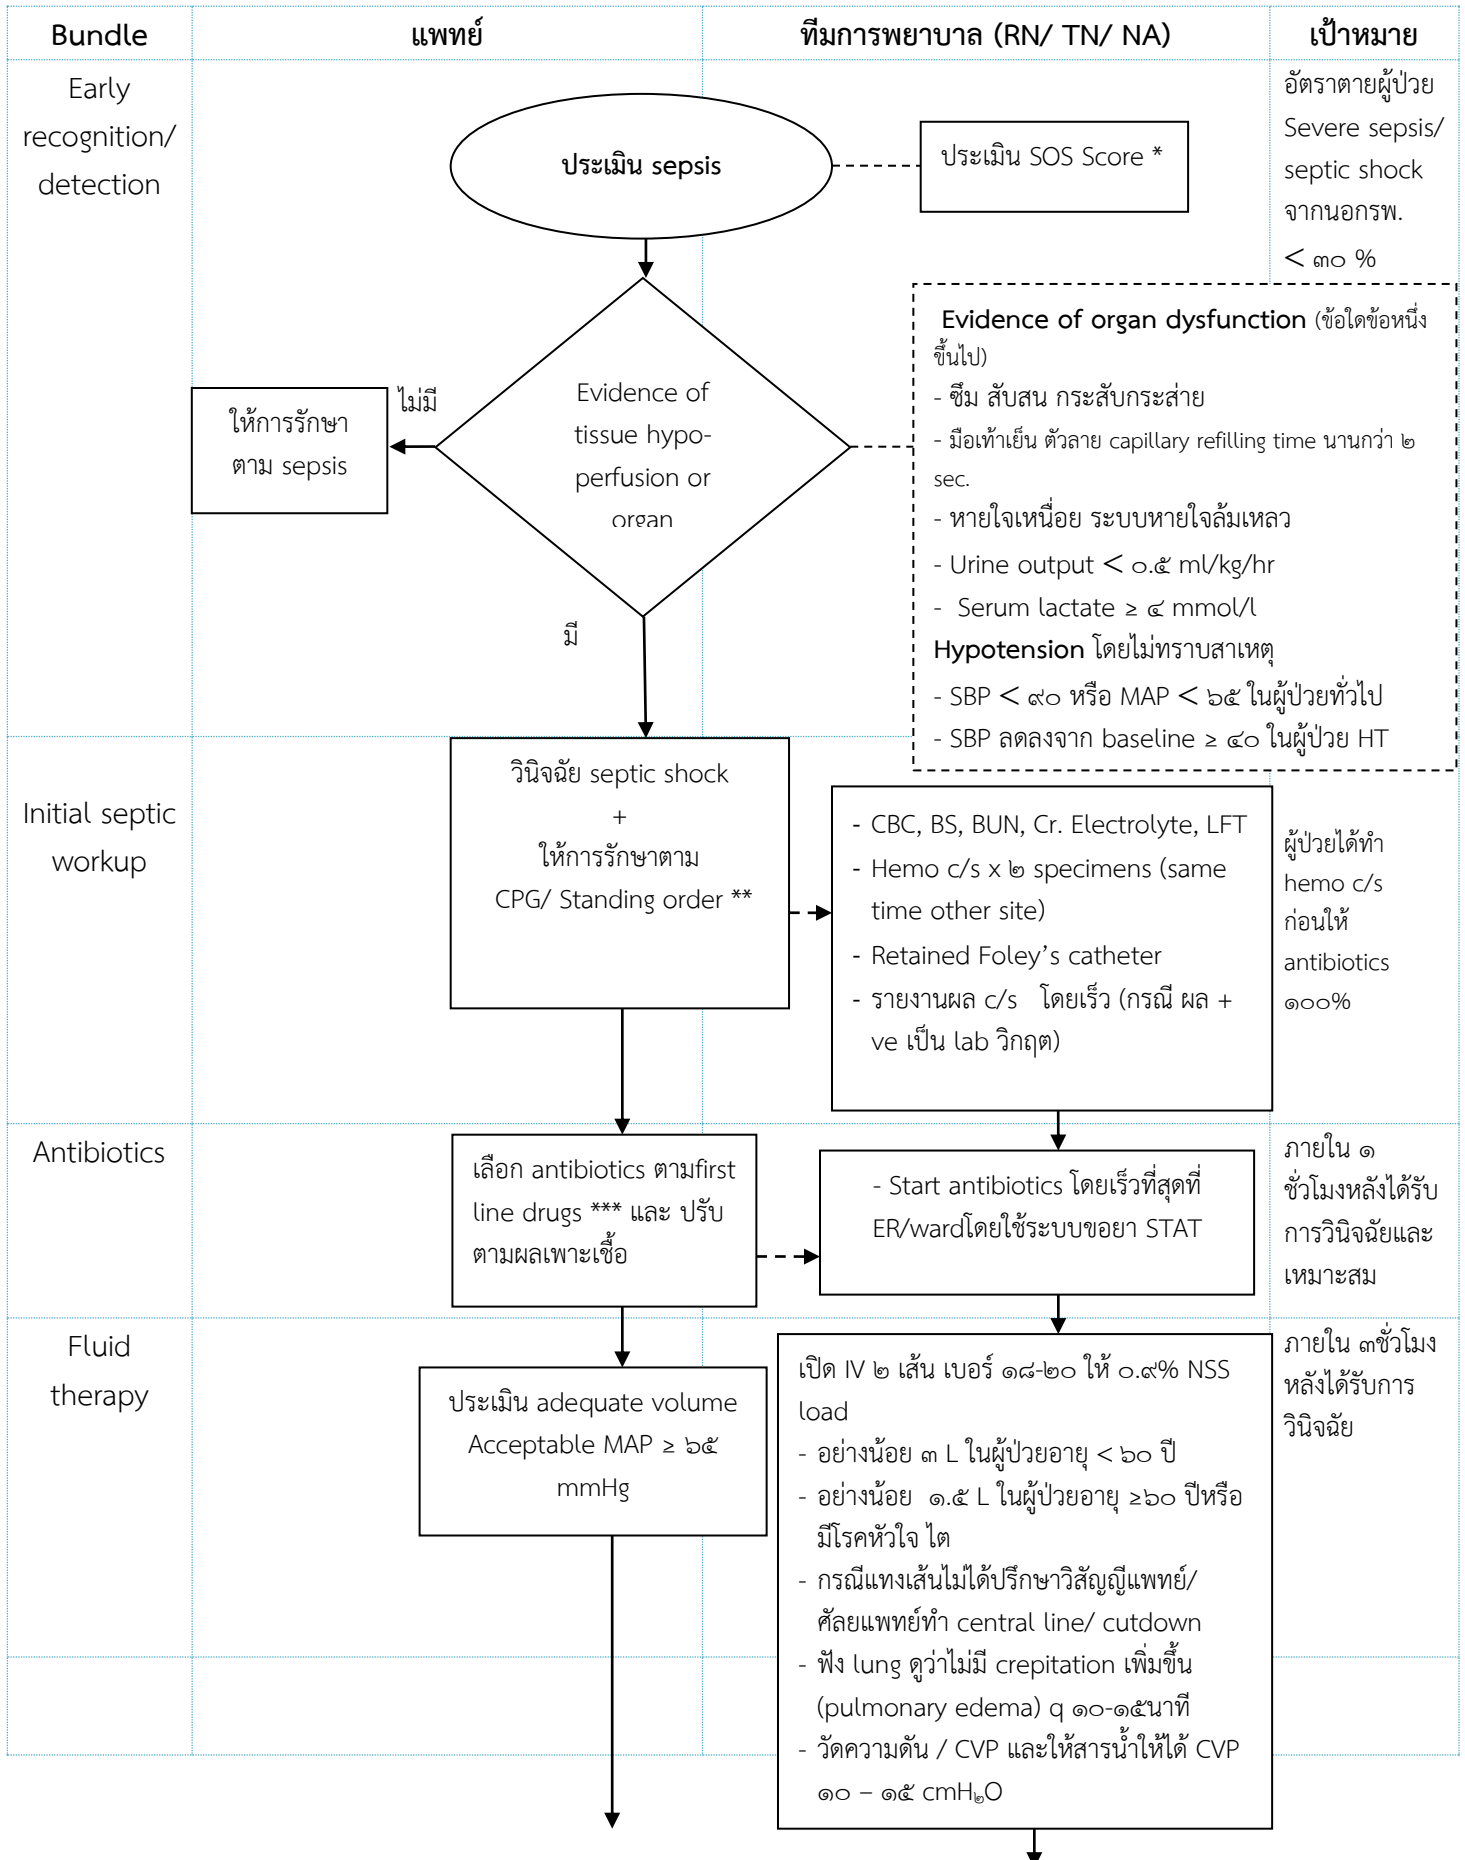 Bundle
แพทย์
ทีมการพยาบาล (RN/ TN/ NA)
เป้าหมาย
Early
recognition/
detection
ประเมิน sepsis
ประเมิน SOS Score *
อัตราตายผู้ป่วย
Severe sepsis/
septic shock
จากนอกรพ.
< ๓๐ %
Evidence of
tissue hypo-
perfusion or
organ
ไม่มี
ให้การรักษา
ตาม sepsis
มี
Evidence of organ dysfunction (ข้อใดข้อหนึ่ง
ขึ้นไป)
- ซึม สับสน กระสับกระส่าย
- มือเท้าเย็น ตัวลาย capillary refilling time นานกว่า ๒
sec.
- หายใจเหนื่อย ระบบหายใจล้มเหลว
- Urine output < ๐.๕ ml/kg/hr
- Serum lactate ≥ ๔ mmol/l
Hypotension โดยไม่ทราบสาเหตุ
- SBP < ๙๐ หรือ MAP < ๖๕ ในผู้ป่วยทั่วไป
- SBP ลดลงจาก baseline ≥ ๔๐ ในผู้ป่วย HT
Initial septic
workup
วินิจฉัย septic shock
+
ให้การรักษาตาม
CPG/ Standing order **
- CBC, BS, BUN, Cr. Electrolyte, LFT
- Hemo c/s x ๒ specimens (same
time other site)
- Retained Foley’s catheter
- รายงานผล c/s โดยเร็ว (กรณี ผล +
ve เป็น lab วิกฤต)
ผู้ป่วยได้ทำ
hemo c/s
ก่อนให้
antibiotics
๑๐๐%
Antibiotics
เลือก antibiotics ตามfirst
line drugs *** และ ปรับ
ตามผลเพาะเชื้อ
- Start antibiotics โดยเร็วที่สุดที่
ER/wardโดยใช้ระบบขอยา STAT
ภายใน ๑
ชั่วโมงหลังได้รับ
การวินิจฉัยและ
เหมาะสม
Fluid
therapy
ประเมิน adequate volume
Acceptable MAP ≥ ๖๕
mmHg
เปิด IV ๒ เส้น เบอร์ ๑๘-๒๐ ให้ ๐.๙% NSS
load
- อย่างน้อย ๓ L ในผู้ป่วยอายุ < ๖๐ ปี
- อย่างน้อย ๑.๕ L ในผู้ป่วยอายุ ≥๖๐ ปีหรือ
มีโรคหัวใจ ไต
- กรณีแทงเส้นไม่ได้ปรึกษาวิสัญญีแพทย์/
ศัลยแพทย์ทำ central line/ cutdown
- ฟัง lung ดูว่าไม่มี crepitation เพิ่มขึ้น
(pulmonary edema) q ๑๐-๑๕นาที
- วัดความดัน / CVP และให้สารน้ำให้ได้ CVP
๑๐ – ๑๕ cmH๒O
ภายใน ๓ชั่วโมง
หลังได้รับการ
วินิจฉัย